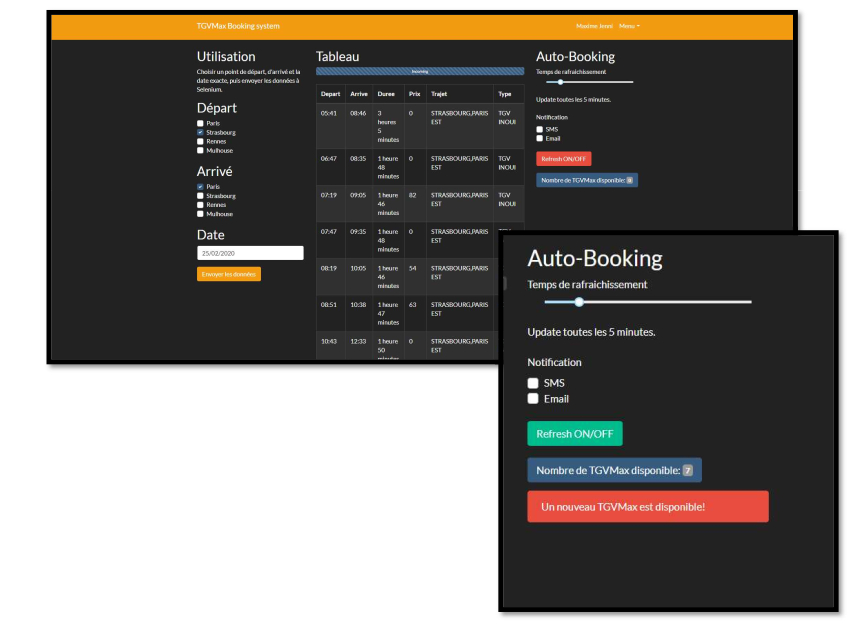 TGVMax Booking system
Maxime Jorez Menu
Utilisation
Choisir un point de départ, d'arrivé et la
date exacte, puis envoyer les données à
Selenium.
Départ
Paris
Strasbourg
Rennes
Mulhouse
Arrivé
Paris
Strasbourg
Rennes
Mulhouse
Date
25/02/2020
Envoyer les données
Tableau
Incoming
Depart Arrive Duree Prix Trajet Type
05:41 08:46 3 0 STRASBOURG,PARIS TGV
heures EST INOUI
5
minutes
06:47 08:35 1 heure 0 STRASBOURG,PARIS TGV
48 EST INOUI
minutes
07:19 09:05 1 heure 82 STRASBOURG,PARIS TGV
46 EST INOUI
minutes
07:47 09:35 1 heure 0 STRASBOURG,PARIS
48 EST
minutes
08:19 10:05 1 heure 54 STRASBOURG,PARIS
46 EST
minutes
08:51 10:38 1 heure 63 STRASBOURG,PARIS
47 EST
minutes
10:43 12:33 1 heure 0 STRASBOURG,PARIS
50 EST
minutes
Auto-Booking
Temps de rafraichissement
Update toutes les 5 minutes.
Notification
SMS
Email
Refresh ON/OFF
Nombre de TGVMax disponible:
Auto-Booking
Temps de rafraichissement
Update toutes les 5 minutes.
Notification
SMS
Email
Refresh ON/OFF
Nombre de TGVMax disponible: 7
Un nouveau TGVMax est disponible!